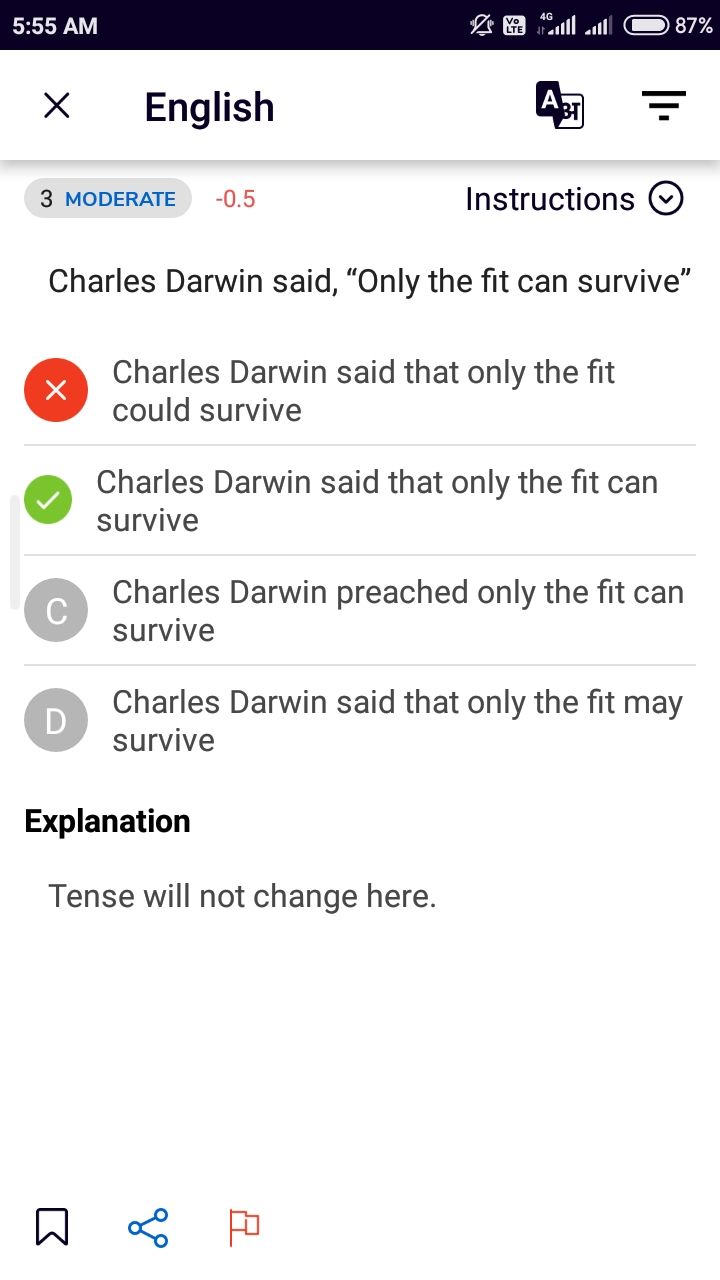 5:55 AM
Vo LTE
4G
87%
English
A
अ
3 MODERATE -0.5 Instructions
Charles Darwin said, “Only the fit can survive”
Charles Darwin said that only the fit
could survive
Charles Darwin said that only the fit can
survive
C
Charles Darwin preached only the fit can
survive
D
Charles Darwin said that only the fit may
survive
Explanation
Tense will not change here.